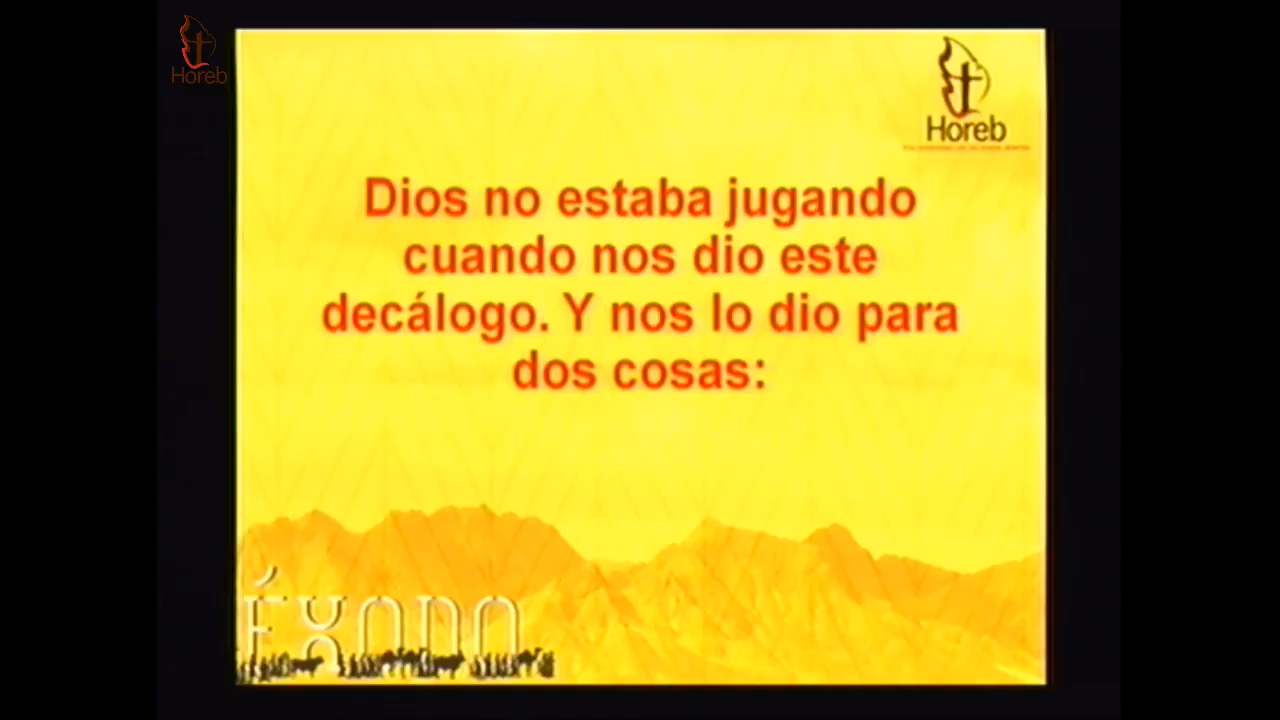 Horeb
Horeb
Dios no estaba jugando
cuando nos dio este
decálogo. Y nos lo dio para
dos cosas:
ÉXODO